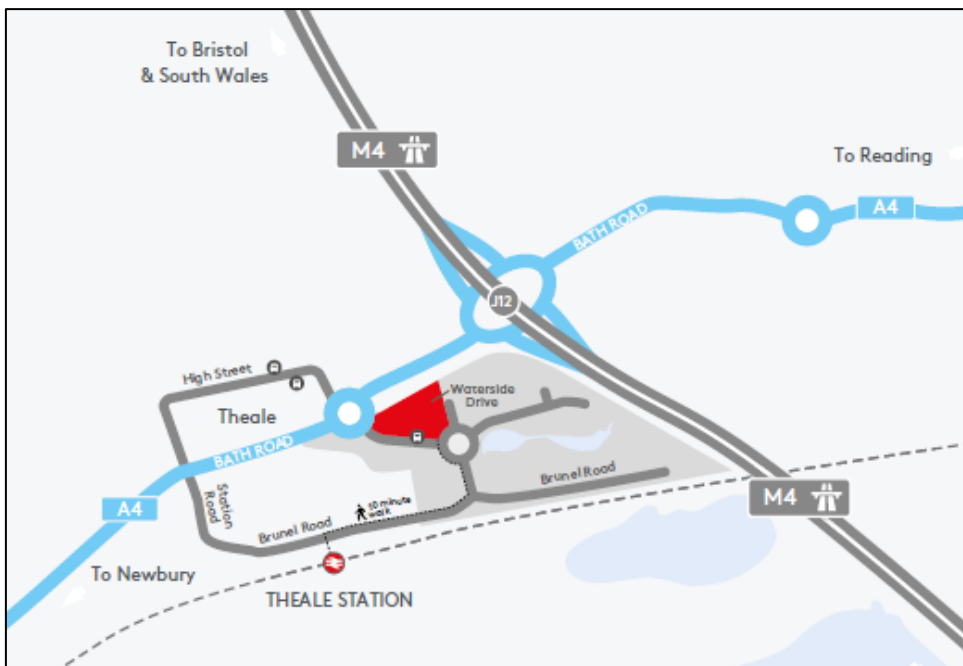 To Bristol
& South Wales
M4
To Reading
A4
BATH ROAD
J12
High Street
Waterside
Drive
Theale
BATH ROAD
Station
Road
Brunel Road
A4
10 minute
walk
Brunel Road
M4
To Newbury
THEALE STATION